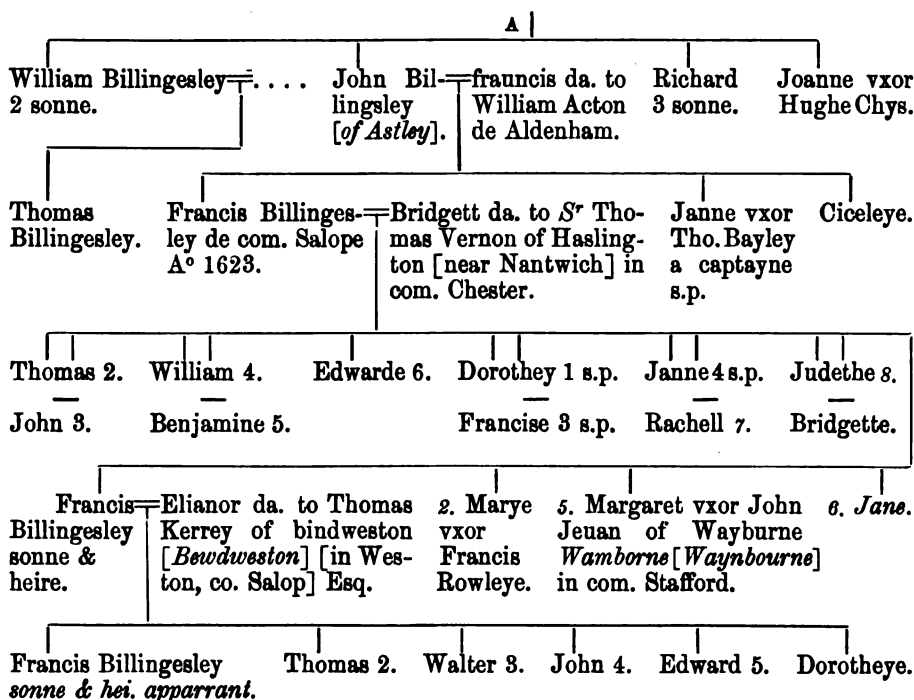 A
William Billingesley . . . .
2 sonne.
John Bil-
lingsley
[of Astley].
frauncis da. to
William Acton
de Aldenham.
Richard
3 sonne.
Joanne vxor
Hughe Chys.
Thomas
Billingesley.
Francis Billinges-
ley de com. Salope
Aº 1623.
Bridgett da. to Sr Tho-
mas Vernon of Hasling-
ton [near Nantwich] in
com. Chester.
Janne vxor
Tho. Bayley
a captayne
s.p.
Ciceleye.
Thomas 2.
John 3.
William 4.
Benjamine 5.
Edwarde 6.
Dorothey 1 s.p.
Francise 3 s.p.
Janne 4 s.p.
Rachell 7.
Judethe 8.
Bridgette.
Francis
Billingesley
sonne &
heire.
Elianor da. to Thomas
Kerrey of bindweston
[Bewdweston] [in Wes-
ton, co. Salop] Esq.
2. Marye
vxor
Francis
Rowleye.
5. Margaret vxor John
Jeuan of Wayburne
Wamborne [Waynbourne]
in com. Stafford.
6. Jane.
Francis Billingesley
sonne & hei. apparrant.
Thomas 2.
Walter 3.
John 4.
Edward 5.
Dorotheye.